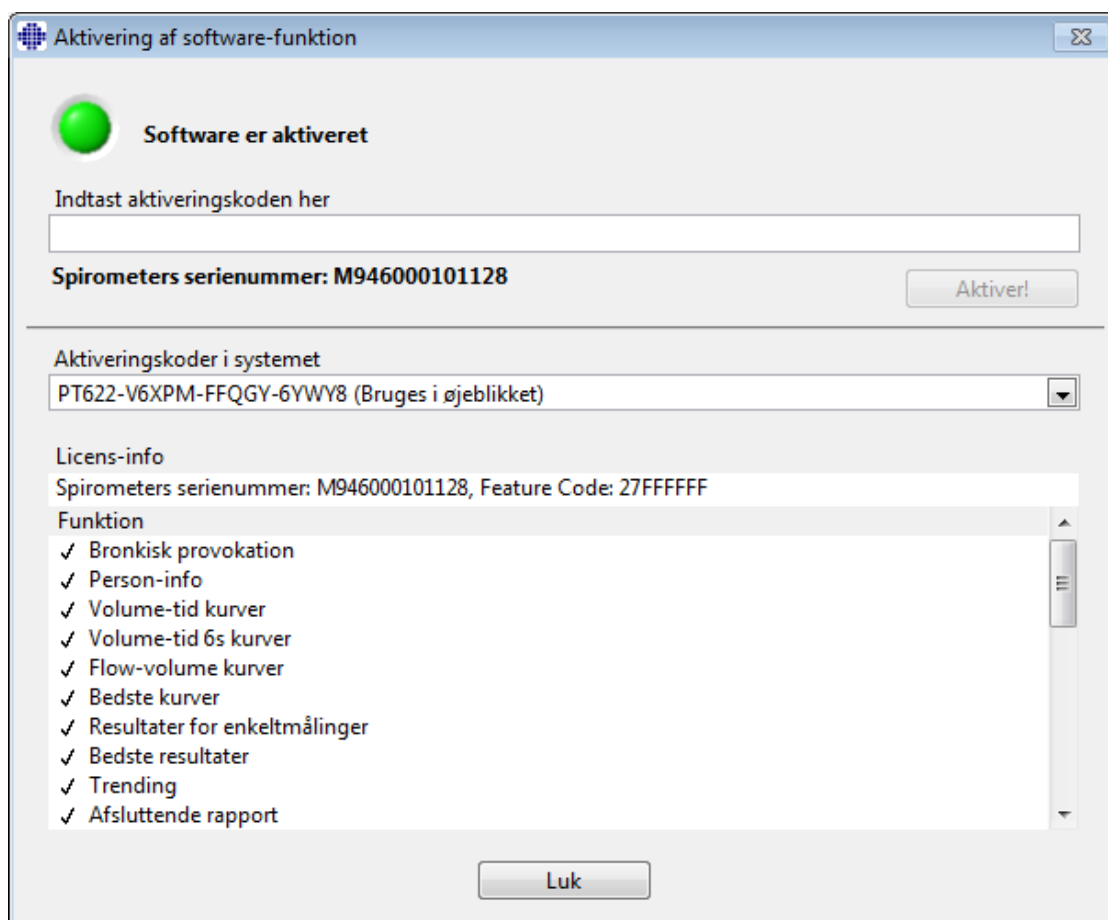 Aktivering af software-funktion
Software er aktiveret
Indtast aktiveringskoden her
Spirometers serienummer: M946000101128
Aktiver!
Aktiveringskoder i systemet
PT622-V6XPM-FFQGY-6YWY8 (Bruges i øjeblikket)
Licens-info
Spirometers serienummer: M946000101128, Feature Code: 27FFFFFF
Funktion
✓ Bronkisk provokation
✓ Person-info
✓ Volume-tid kurver
✓ Volume-tid 6s kurver
✓ Flow-volume kurver
✓ Bedste kurver
✓ Resultater for enkeltmålinger
✓ Bedste resultater
✓ Trending
✓ Afsluttende rapport
Luk